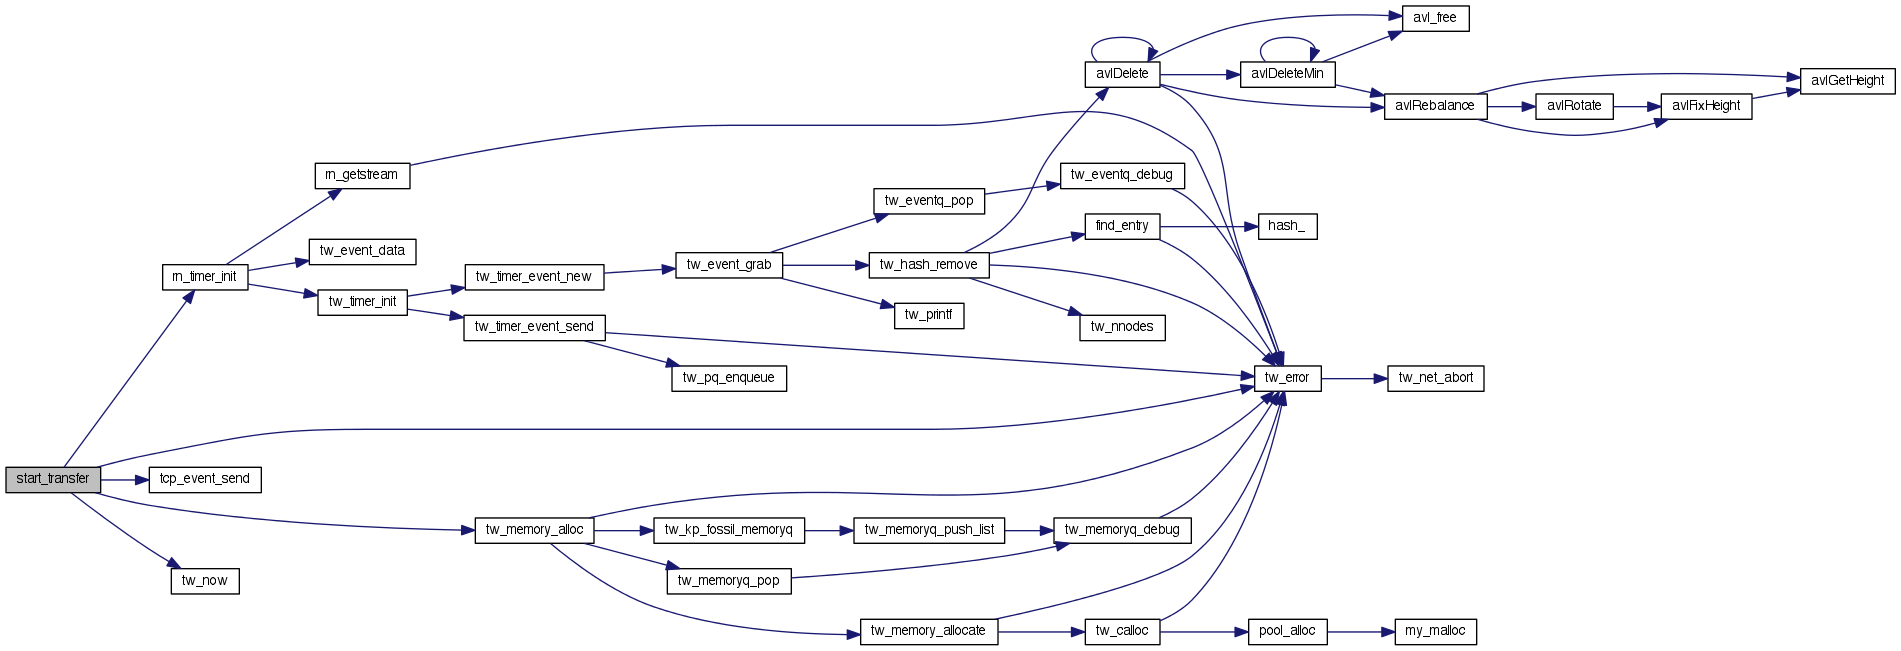 avl_free
avlDelete
avlDeleteMin
avlGetHeight
avlRebalance
avlRotate
avlFixHeight
rn_getstream
tw_eventq_debug
tw_eventq_pop
find_entry
hash_
tw_event_data
rn_timer_init
tw_timer_event_new
tw_event_grab
tw_hash_remove
tw_timer_init
tw_printf
tw_timer_event_send
tw_nnodes
tw_pq_enqueue
tw_error
tw_net_abort
start_transfer
tcp_event_send
tw_memory_alloc
tw_kp_fossil_memoryq
tw_memoryq_push_list
tw_memoryq_debug
tw_now
tw_memoryq_pop
tw_memory_allocate
tw_calloc
pool_alloc
my_malloc